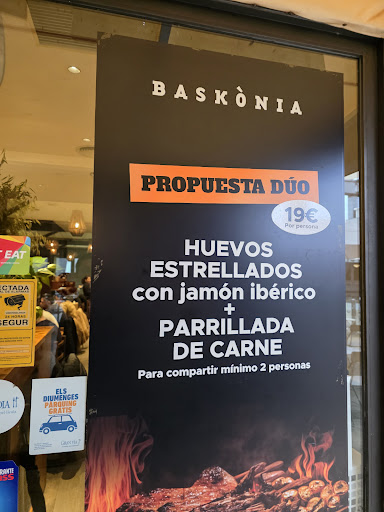 BASKÒNIA
PROPUESTA DÚO
19€
Por persona
HUEVOS
ESTRELLADOS
con jamón ibérico
+
PARRILLADA
DE CARNE
Para compartir mínimo 2 personas
EAT
SEGUR
ELS
DIUMENGES
PARQUING
GRATIS